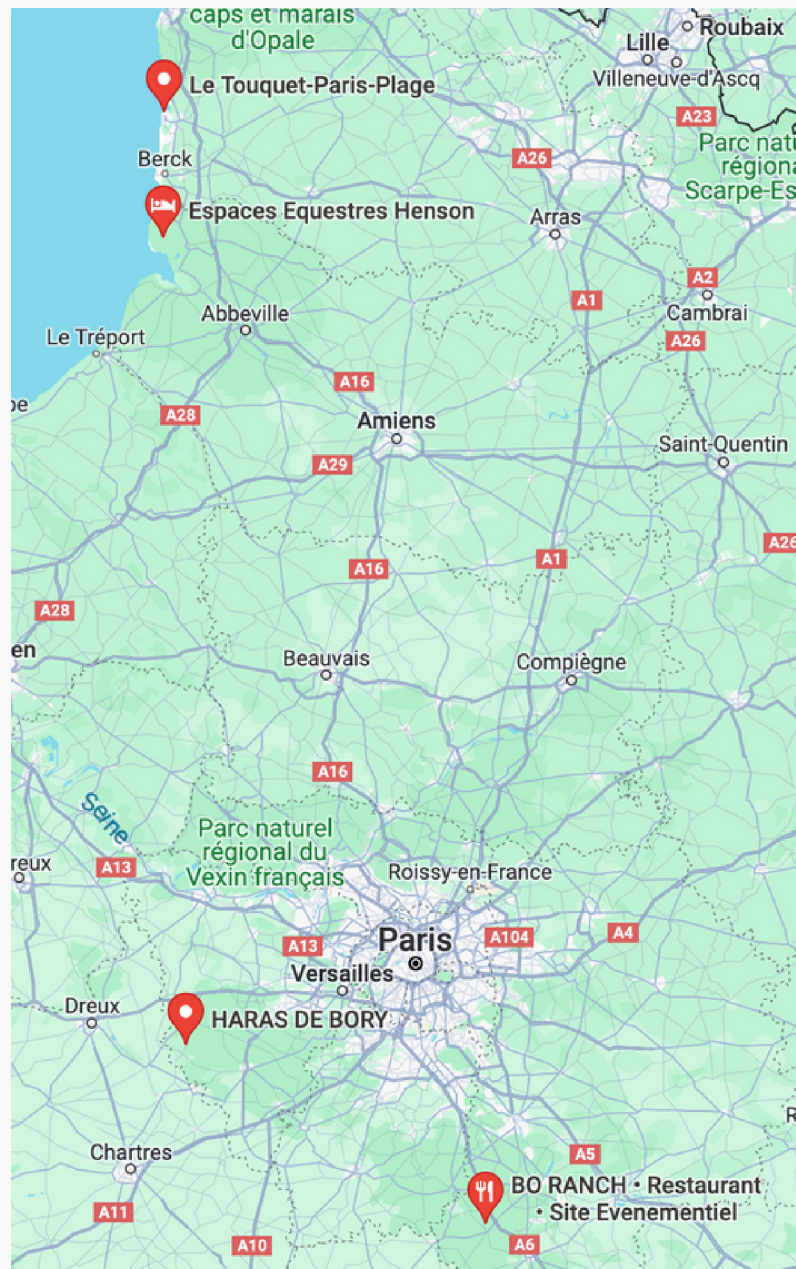 caps et marais
d'Opale
Roubaix
Lille
Villeneuve-d'Ascq
Le Touquet-Paris-Plage
A23
Parc natu
régiona
Scarpe-Es
A26
Berck
Espaces Equestres Henson
Arras
A2
A1
Cambrai
Abbeville
A26
Le Tréport
A16
pe
A28
Amiens
Saint-Quentin
A29
A26
A1
A16
A28
en
Beauvais
Compiègne
A16
Seine
Parc naturel
régional du
Vexin français
reux
A13
Roissy-en-France
A13
Paris
A104
A4
Versailles
Dreux
HARAS DE BORY
R
Chartres
A5
BO RANCH • Restaurant
• Site Evenementiel
A11
A10
A6